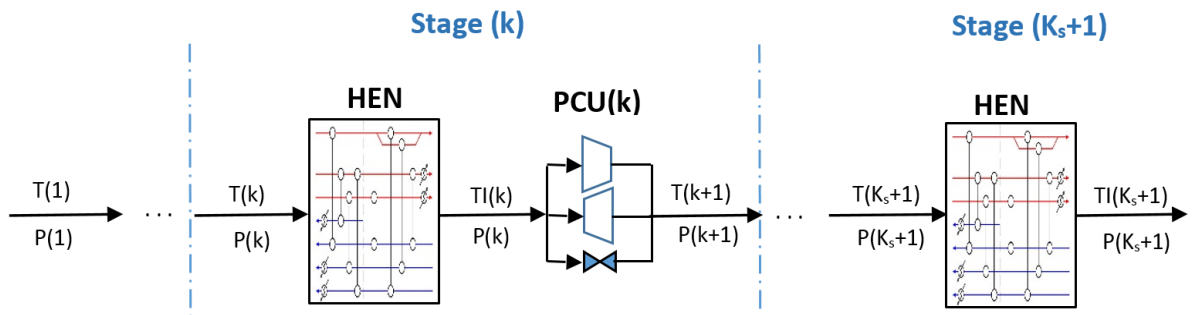 Stage (k)
Stage (Kₛ+1)
HEN
PCU(k)
HEN
T(1)
P(1)
...
T(k)
P(k)
TI(k)
P(k)
T(k+1)
P(k+1)
...
T(Kₛ+1)
P(Kₛ+1)
TI(Kₛ+1)
P(Kₛ+1)